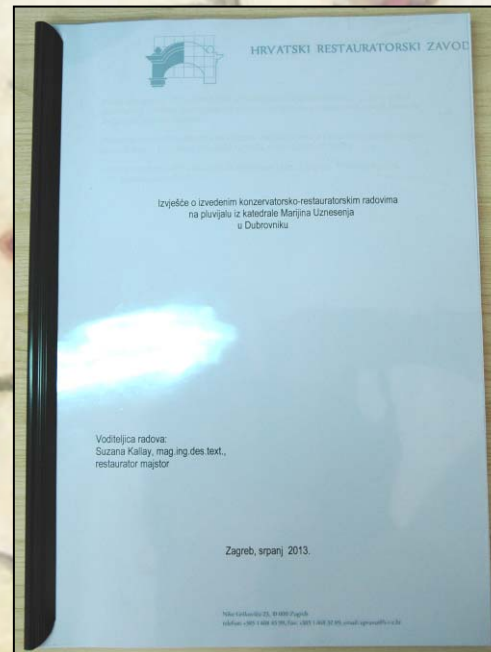 HRVATSKI RESTAURATORSKI ZAVOD
Izvješće o izvedenim konzervatorsko-restauratorskim radovima
na pluvijalu iz katedrale Marijina Uznesenja
u Dubrovniku
Voditeljica radova:
Suzana Kallay, mag.ing.des.text.,
restaurator majstor
Zagreb, srpanj 2013.
Zagreb